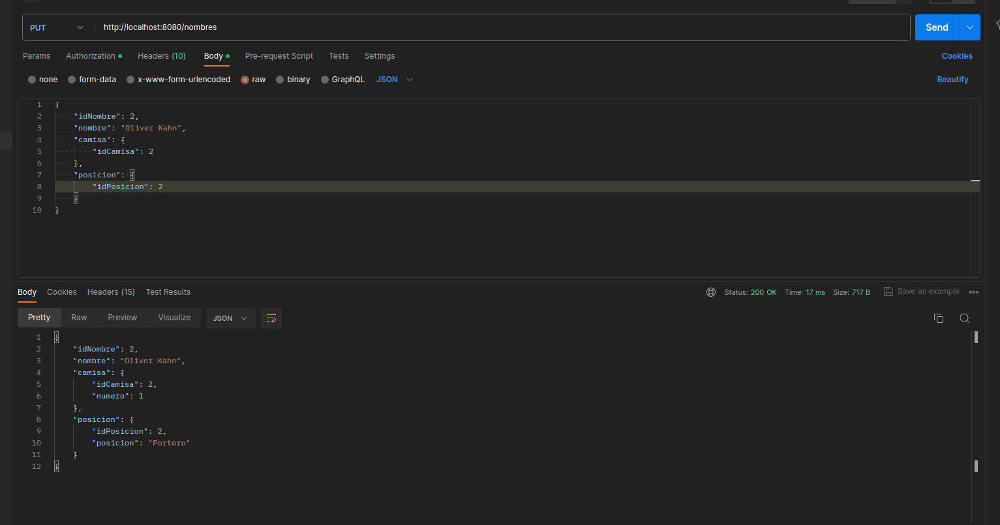 PUT http://localhost:8080/nombres Send
Params Authorization Headers (10) Body Pre-request Script Tests Settings Cookies
none form-data x-www-form-urlencoded raw binary GraphQL JSON Beautify
1 {
2 "idNombre": 2,
3 "nombre": "Oliver Kahn",
4 "camisa": {
5 "idCamisa": 2
6 },
7 "posicion": {
8 "idPosicion": 2
9 }
10 }
Body Cookies Headers (15) Test Results Status: 200 OK Time: 17 ms Size: 717 B Save as example
Pretty Raw Preview Visualize JSON
1 {
2 "idNombre": 2,
3 "nombre": "Oliver Kahn",
4 "camisa": {
5 "idCamisa": 2,
6 "numero": 1
7 },
8 "posicion": {
9 "idPosicion": 2,
10 "posicion": "Portero"
11 }
12 }